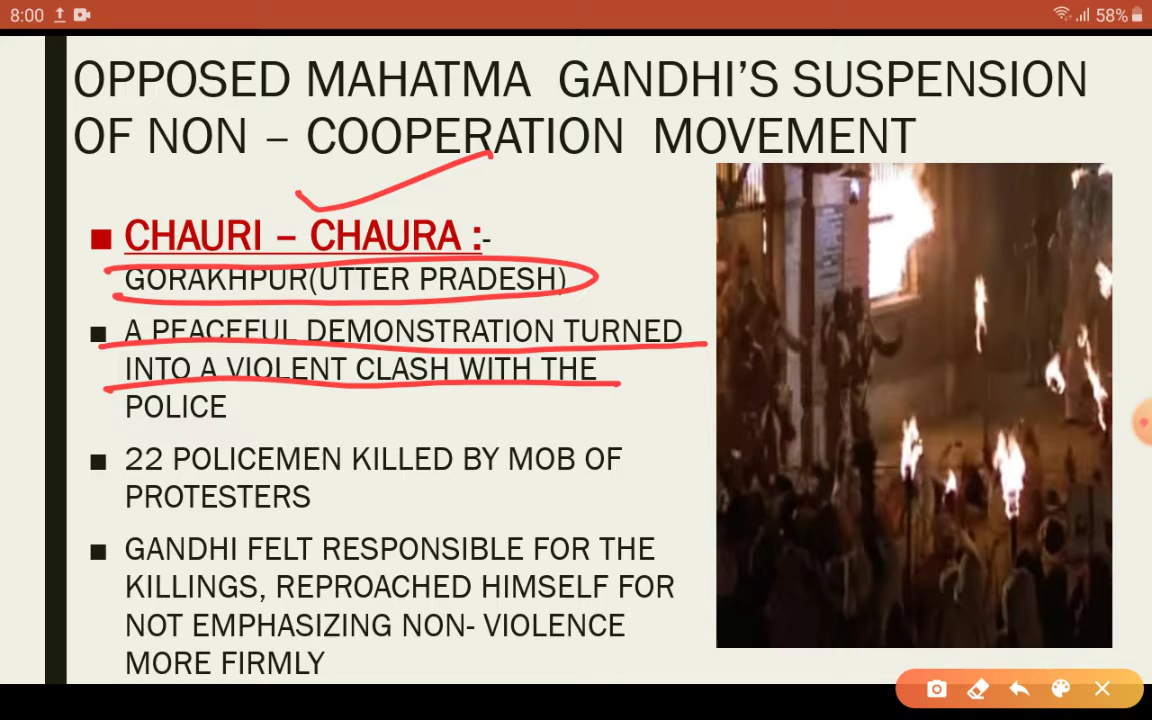 8:00
58%
OPPOSED MAHATMA GANDHI'S SUSPENSION
OF NON – COOPERATION MOVEMENT
■ CHAURI – CHAURA :-
GORAKHPUR(UTTER PRADESH)
■ A PEACEFUL DEMONSTRATION TURNED
INTO A VIOLENT CLASH WITH THE
POLICE
■ 22 POLICEMEN KILLED BY MOB OF
PROTESTERS
■ GANDHI FELT RESPONSIBLE FOR THE
KILLINGS, REPROACHED HIMSELF FOR
NOT EMPHASIZING NON- VIOLENCE
MORE FIRMLY